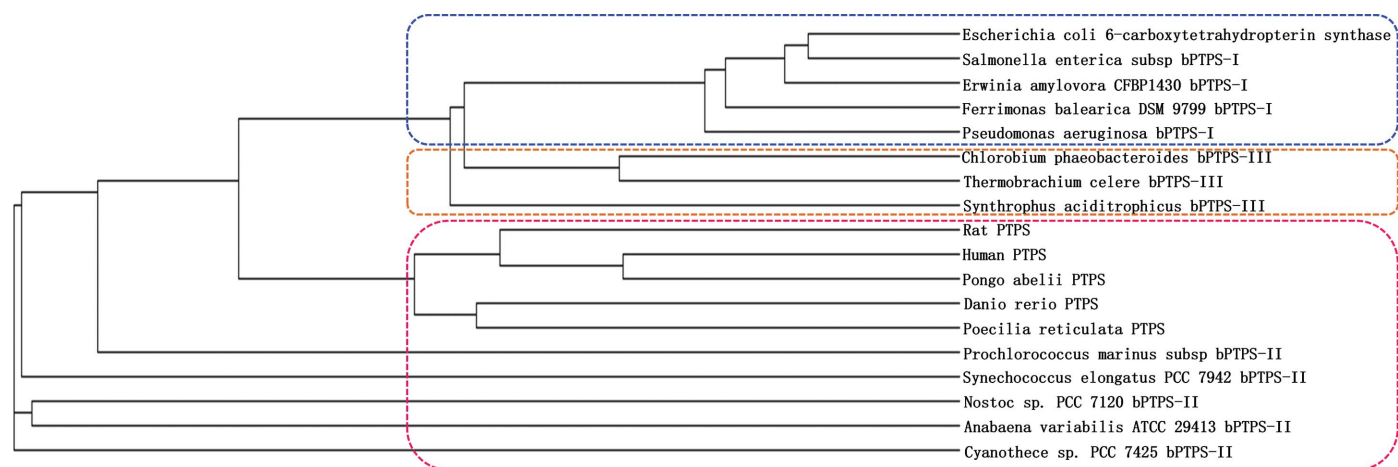 Escherichia coli 6-carboxytetrahydropterin synthase
Salmonella enterica subsp bPTPS-I
Erwinia amylovora CFBP1430 bPTPS-I
Ferrimonas balearica DSM 9799 bPTPS-I
Pseudomonas aeruginosa bPTPS-I
Chlorobium phaeobacteroides bPTPS-III
Thermobrachium celere bPTPS-III
Synthrophus aciditrophicus bPTPS-III
Rat PTPS
Human PTPS
Pongo abelii PTPS
Danio rerio PTPS
Poecilia reticulata PTPS
Prochlorococcus marinus subsp bPTPS-II
Synechococcus elongatus PCC 7942 bPTPS-II
Nostoc sp. PCC 7120 bPTPS-II
Anabaena variabilis ATCC 29413 bPTPS-II
Cyanothece sp. PCC 7425 bPTPS-II